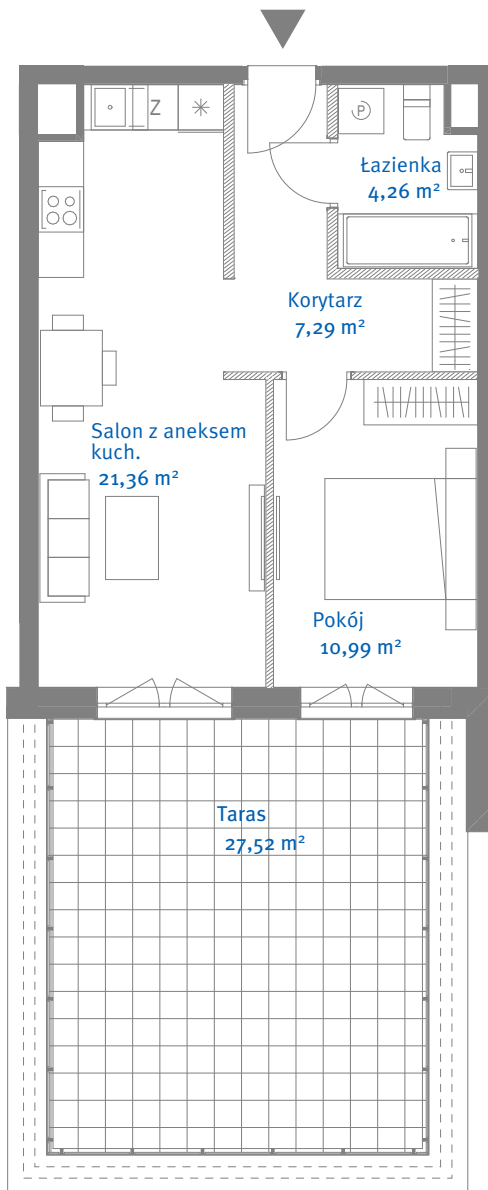 Z
P
Łazienka
4,26 m²
Korytarz
7,29 m²
Salon z aneksem
kuch.
21,36 m²
Pokój
10,99 m²
Taras
27,52 m²